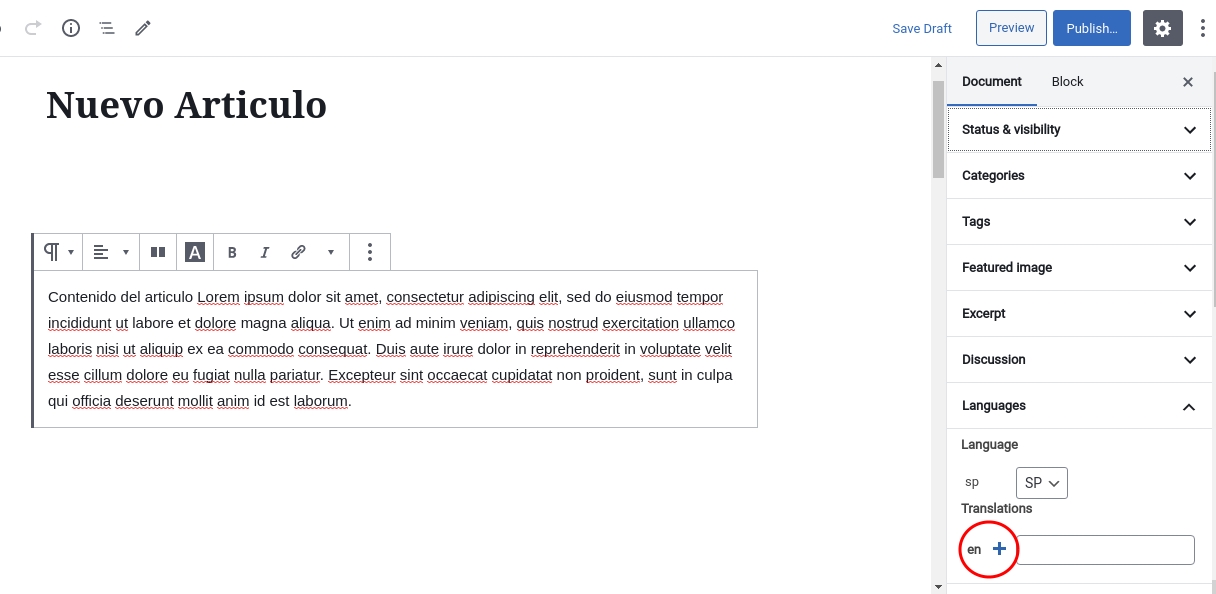 Save Draft Preview Publish...
Nuevo Articulo
Document Block
Status & visibility
Categories
Tags
Featured image
A B I
Contenido del articulo Lorem ipsum dolor sit amet, consectetur adipiscing elit, sed do eiusmod tempor
incididunt ut labore et dolore magna aliqua. Ut enim ad minim veniam, quis nostrud exercitation ullamco
laboris nisi ut aliquip ex ea commodo consequat. Duis aute irure dolor in reprehenderit in voluptate velit
esse cillum dolore eu fugiat nulla pariatur. Excepteur sint occaecat cupidatat non proident, sunt in culpa
qui officia deserunt mollit anim id est laborum.
Excerpt
Discussion
Languages
Language
sp SP
Translations
en